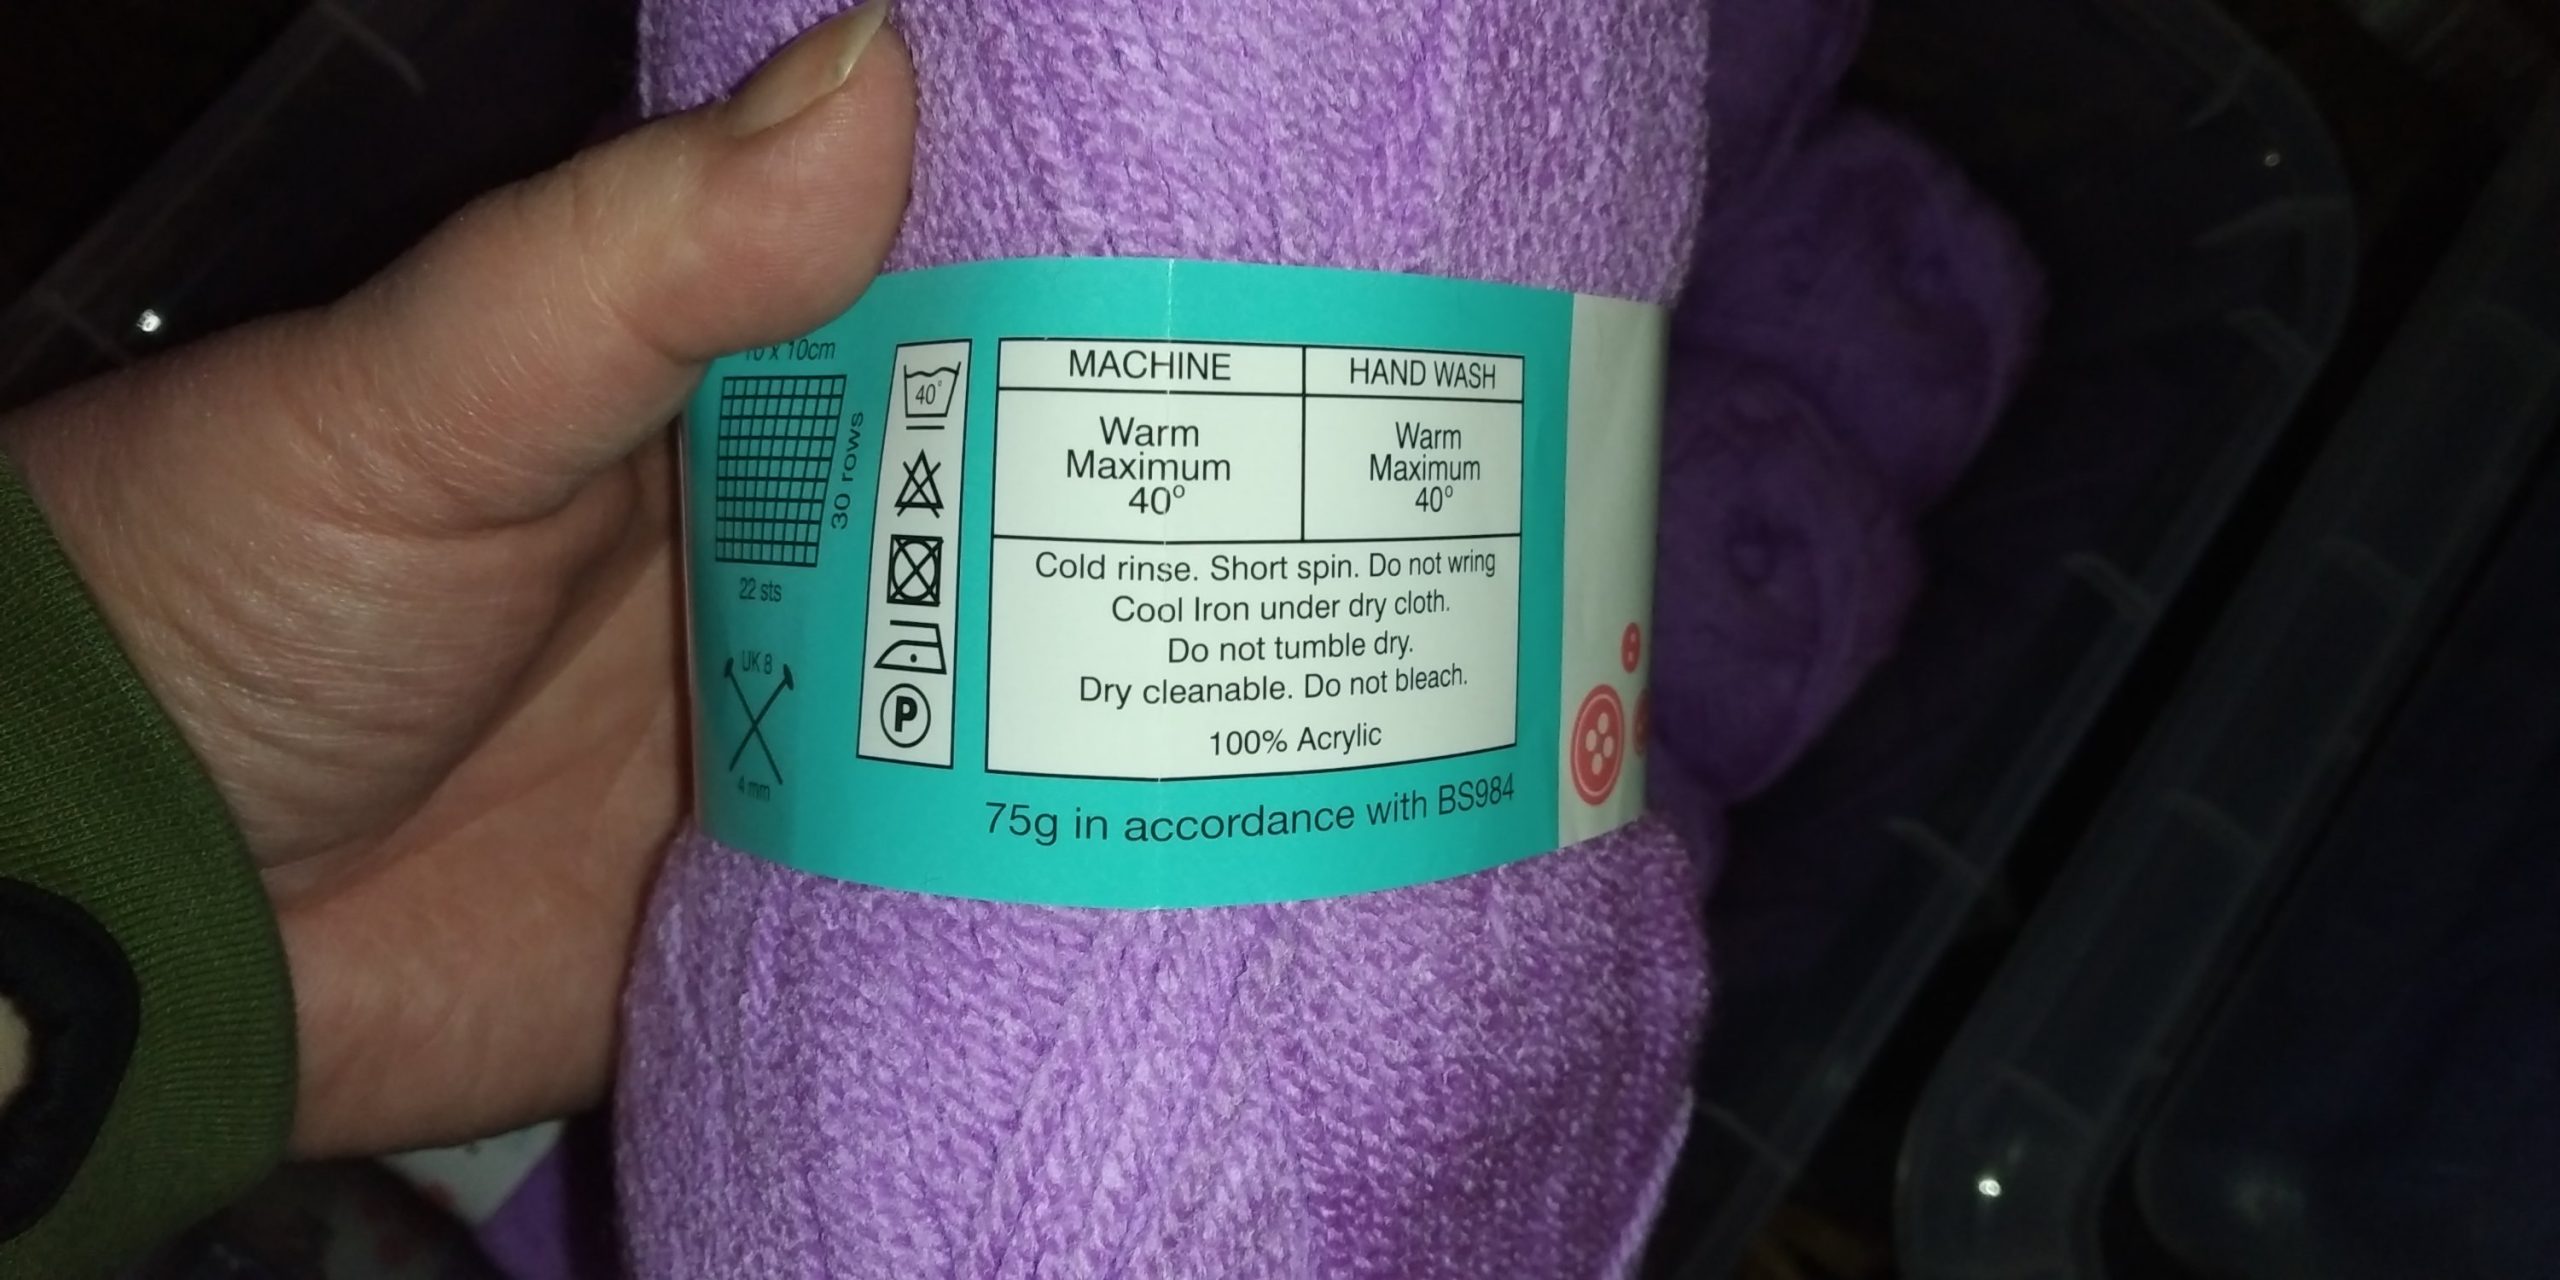 10 x 10cm
30 rows
22 sts
UK 8
4 mm
40°
P
MACHINE
HAND WASH
Warm
Maximum
40°
Warm
Maximum
40°
Cold rinse. Short spin. Do not wring
Cool Iron under dry cloth.
Do not tumble dry.
Dry cleanable. Do not bleach.
100% Acrylic
75g in accordance with BS984